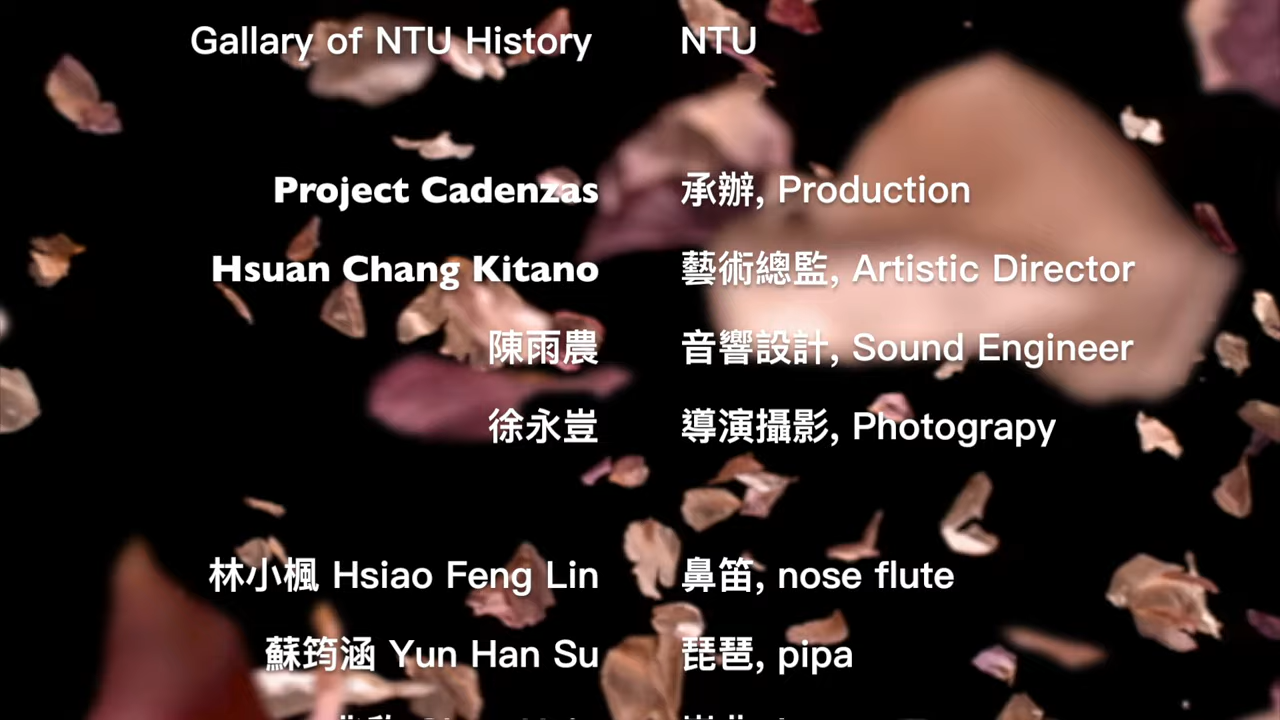 Gallary of NTU History NTU
Project Cadenzas 承辦, Production
Hsuan Chang Kitano 藝術總監, Artistic Director
陳雨農 音響設計, Sound Engineer
徐永豈 導演攝影, Photograpy
林小楓 Hsiao Feng Lin 鼻笛, nose flute
蘇筠涵 Yun Han Su 琵琶, pipa